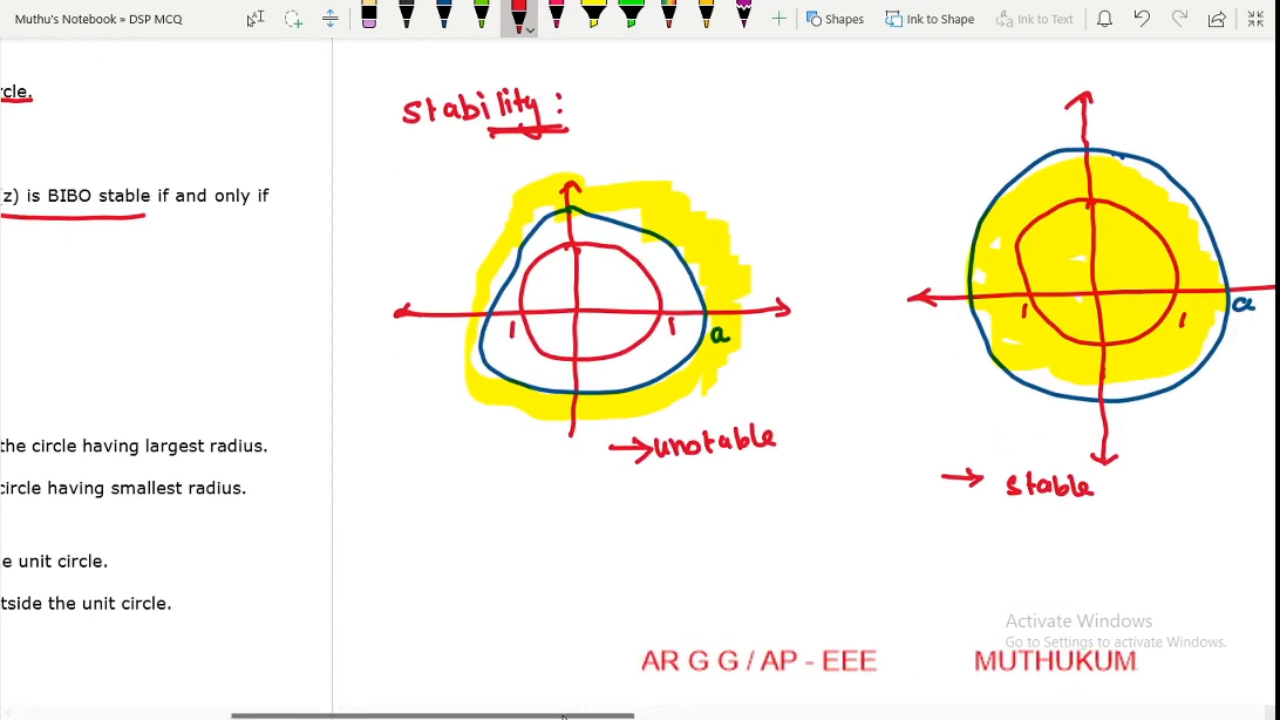 Muthu's Notebook » DSP MCQ
Shapes
Ink to Shape
Ink to Text
rcle.
(z) is BIBO stable if and only if
the circle having largest radius.
circle having smallest radius.
e unit circle.
tside the unit circle.
Stability:
1
1
a
→unstable
1
1
a
→ stable
Activate Windows
Go to Settings to activate Windows.
AR G G / AP - EEE
MUTHUKUM